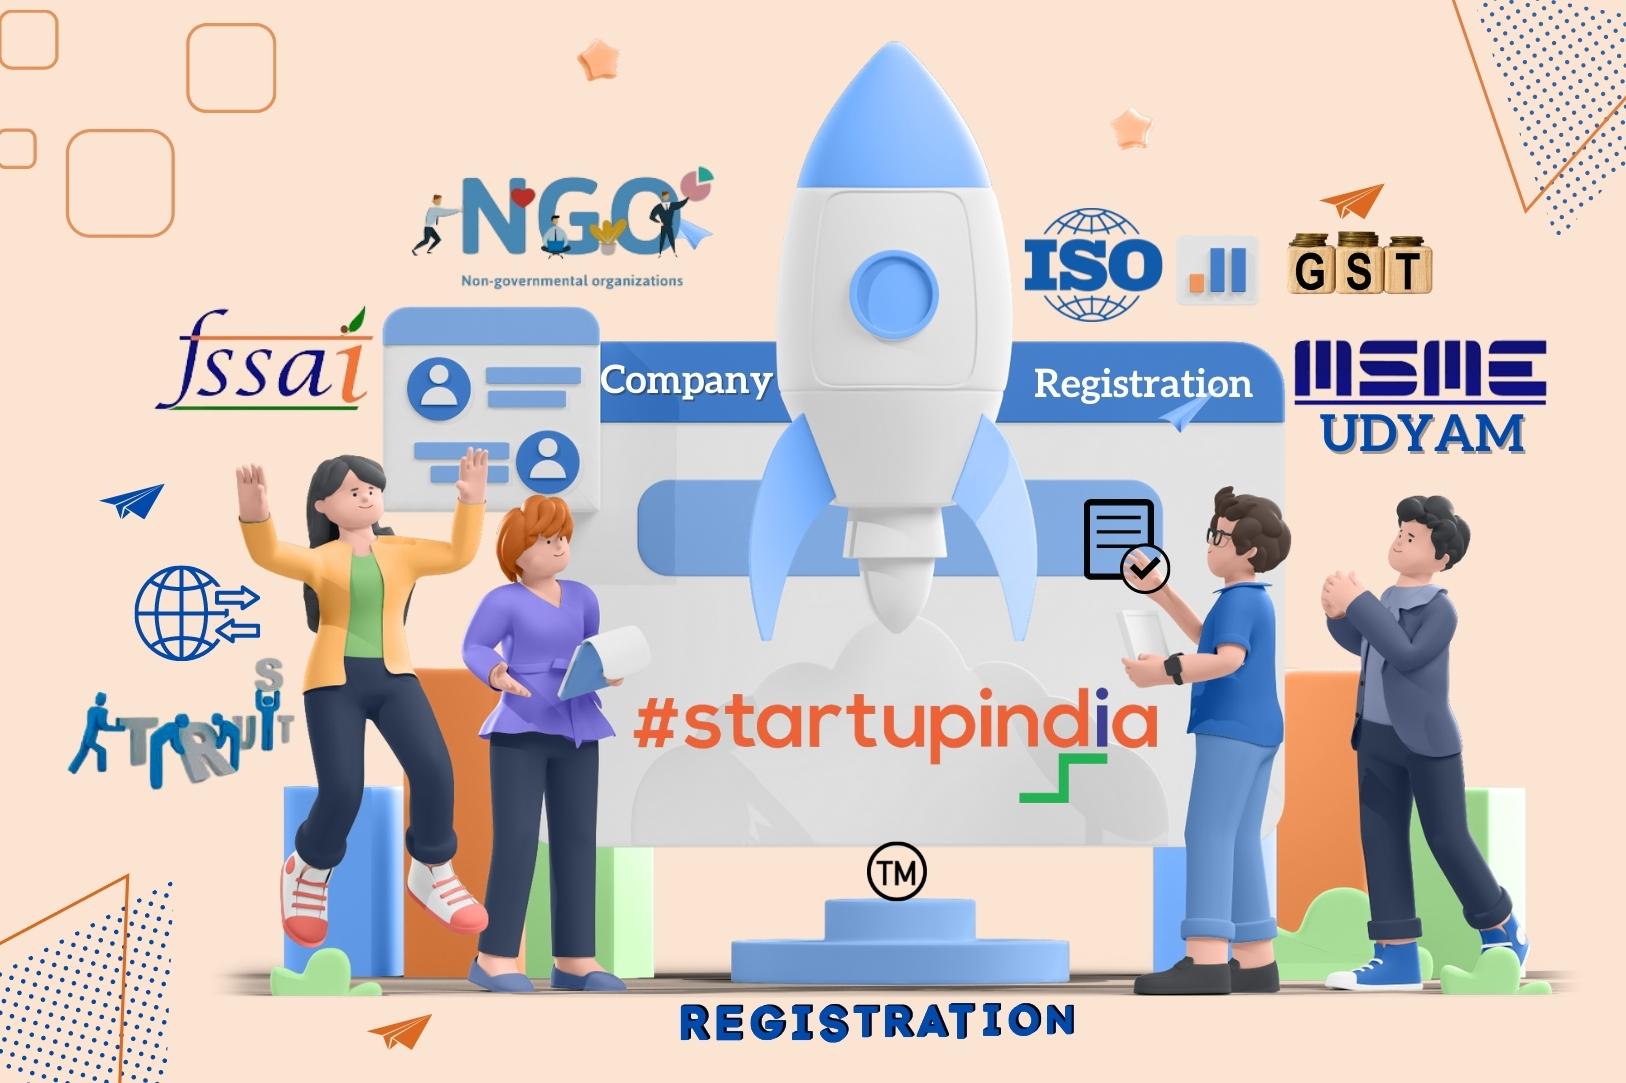 NGO
Non-governmental organizations
ISO
GST
fssai
Company Registration
MSME
UDYAM
TRUST
S
#startupindia
TM
REGISTRATION